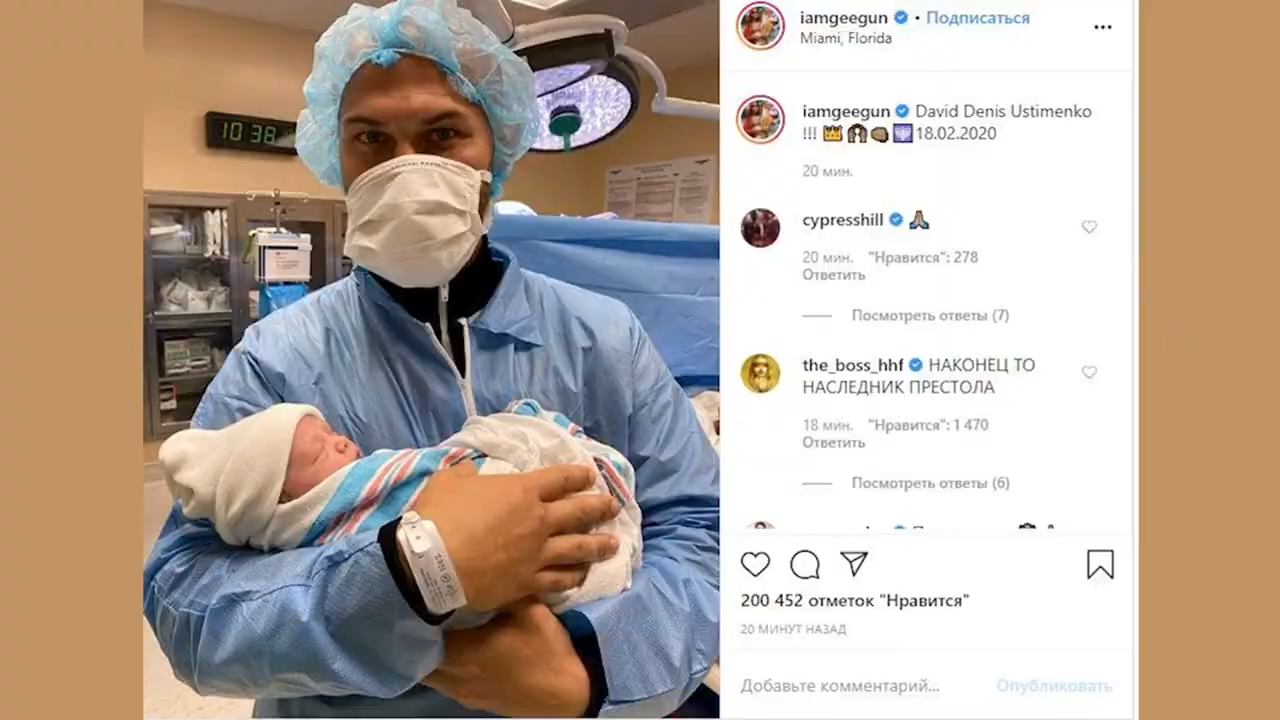 10 38
iamgeegun • Подписаться
Miami, Florida
iamgeegun David Denis Ustimenko
!!! 18.02.2020
20 мин.
cypresshill
20 мин. "Нравится": 278
Ответить
Посмотреть ответы (7)
the_boss_hhf НАКОНЕЦ ТО
НАСЛЕДНИК ПРЕСТОЛА
18 мин. "Нравится": 1 470
Ответить
Посмотреть ответы (6)
200 452 отметок "Нравится"
20 МИНУТ НАЗАД
Добавьте комментарий... Опубликовать